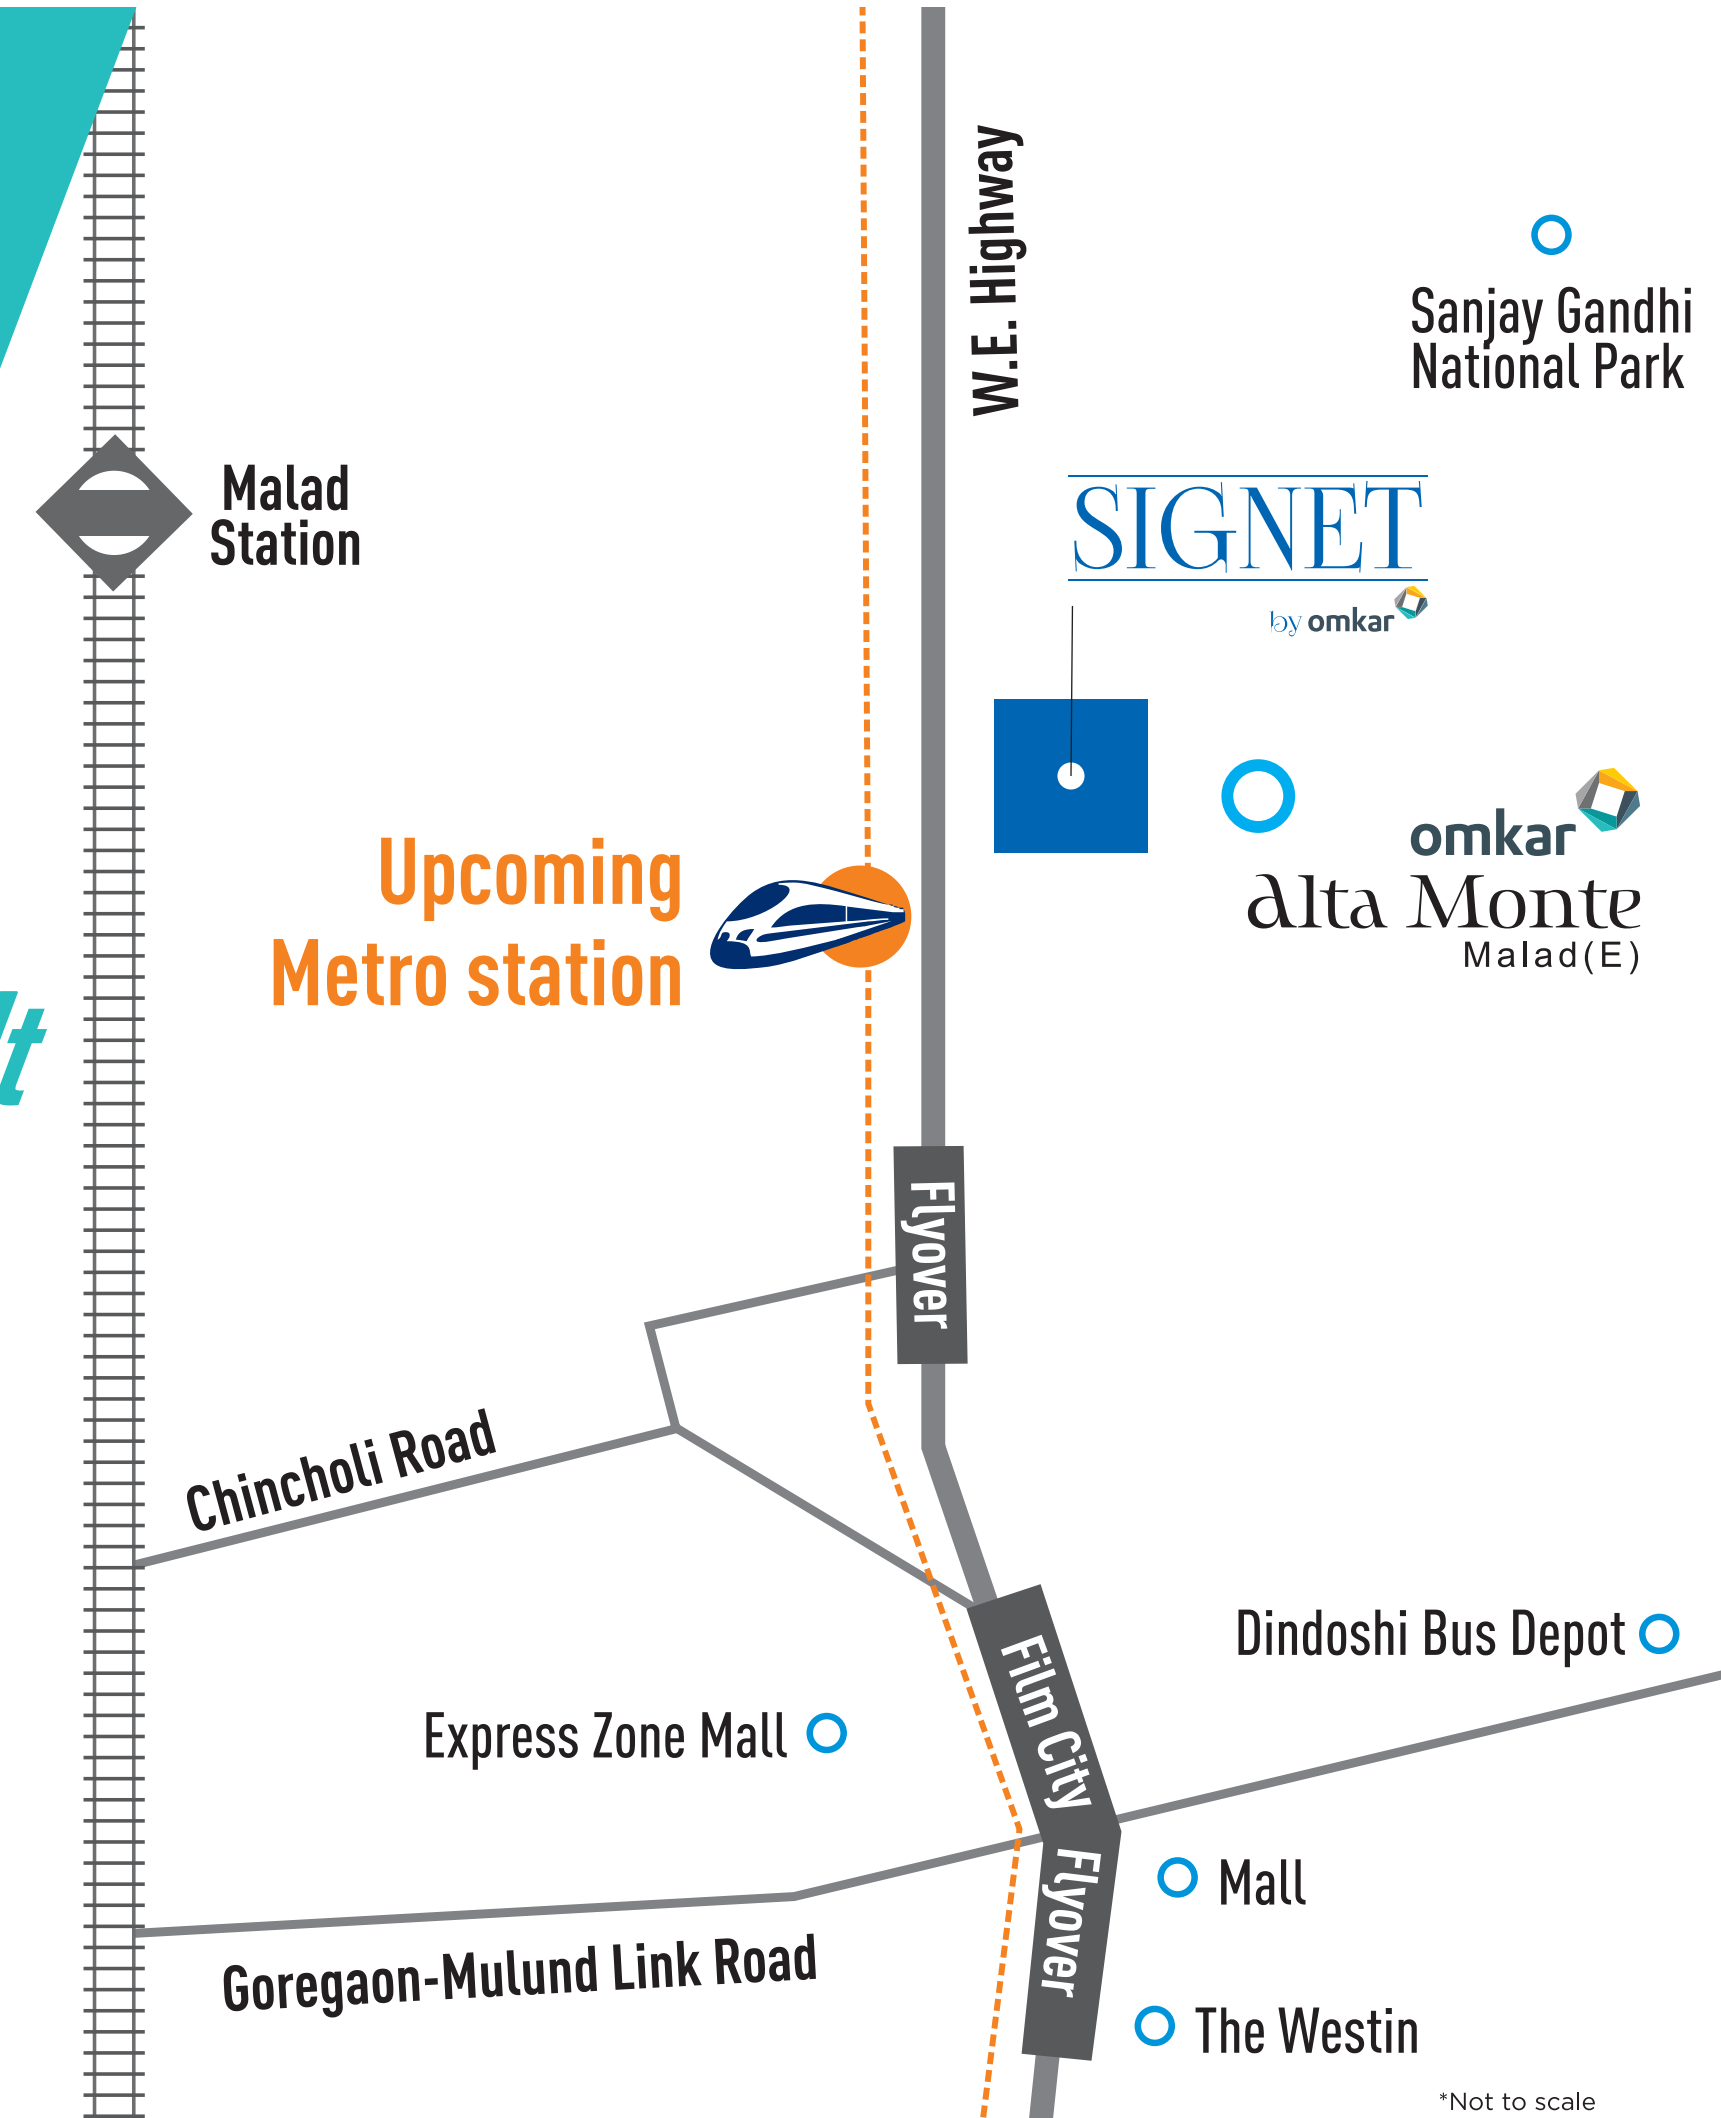 W.E. Highway
Sanjay Gandhi
National Park
Malad
Station
SIGNET
by omkar
omkar
Alta Monte
Malad(E)
Upcoming
Metro station
Flyover
Chincholi Road
Dindoshi Bus Depot
Film City
Flyover
Express Zone Mall
Mall
Goregaon-Mulund Link Road
The Westin
*Not to scale